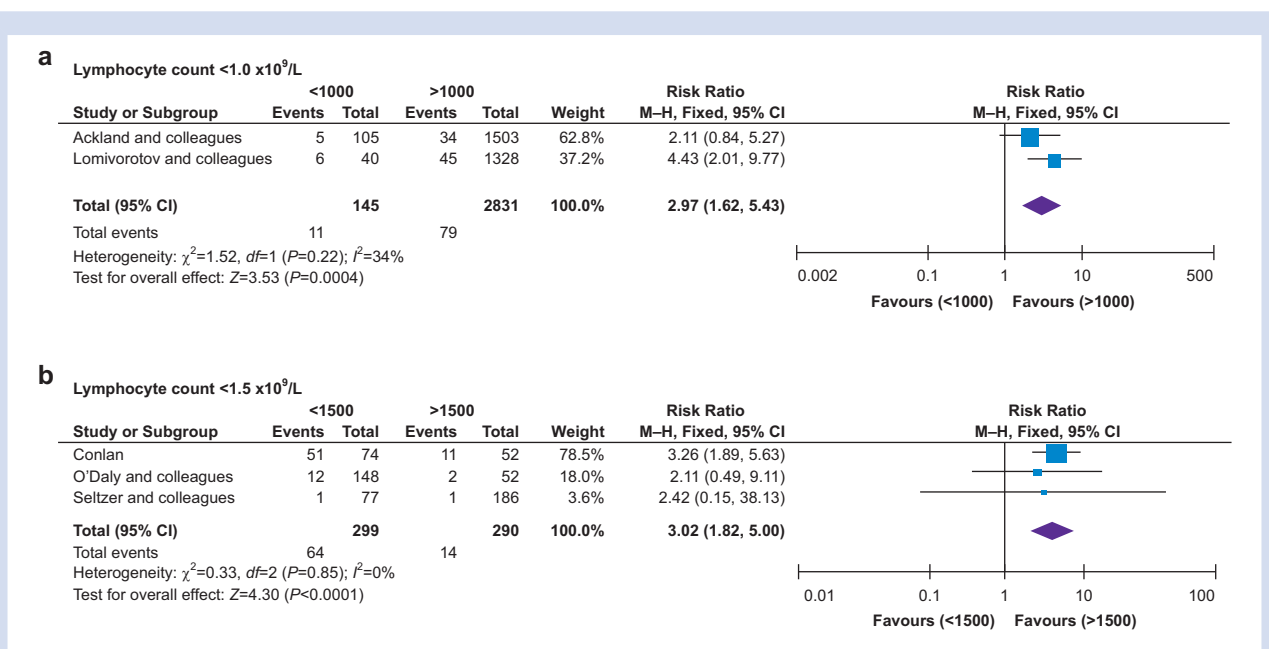 a
Lymphocyte count <1.0 x10⁹/L
<1000 >1000 Risk Ratio Risk Ratio
Study or Subgroup Events Total Events Total Weight M–H, Fixed, 95% CI M–H, Fixed, 95% CI
Ackland and colleagues 5 105 34 1503 62.8% 2.11 (0.84, 5.27)
Lomivorotov and colleagues 6 40 45 1328 37.2% 4.43 (2.01, 9.77)
Total (95% CI) 145 2831 100.0% 2.97 (1.62, 5.43)
Total events 11 79
Heterogeneity: χ²=1.52, df=1 (P=0.22); I²=34%
Test for overall effect: Z=3.53 (P=0.0004)
0.002 0.1 1 10 500
Favours (<1000) Favours (>1000)
b
Lymphocyte count <1.5 x10⁹/L
<1500 >1500 Risk Ratio Risk Ratio
Study or Subgroup Events Total Events Total Weight M–H, Fixed, 95% CI M–H, Fixed, 95% CI
Conlan 51 74 11 52 78.5% 3.26 (1.89, 5.63)
O'Daly and colleagues 12 148 2 52 18.0% 2.11 (0.49, 9.11)
Seltzer and colleagues 1 77 1 186 3.6% 2.42 (0.15, 38.13)
Total (95% CI) 299 290 100.0% 3.02 (1.82, 5.00)
Total events 64 14
Heterogeneity: χ²=0.33, df=2 (P=0.85); I²=0%
Test for overall effect: Z=4.30 (P<0.0001)
0.01 0.1 1 10 100
Favours (<1500) Favours (>1500)